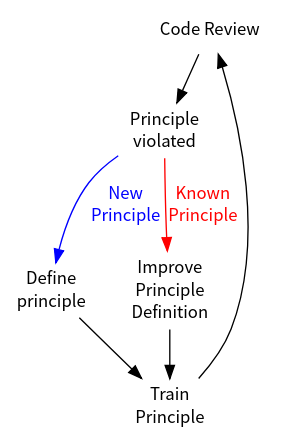 Code Review
Principle
violated
New
Principle
Known
Principle
Define
principle
Improve
Principle
Definition
Train
Principle